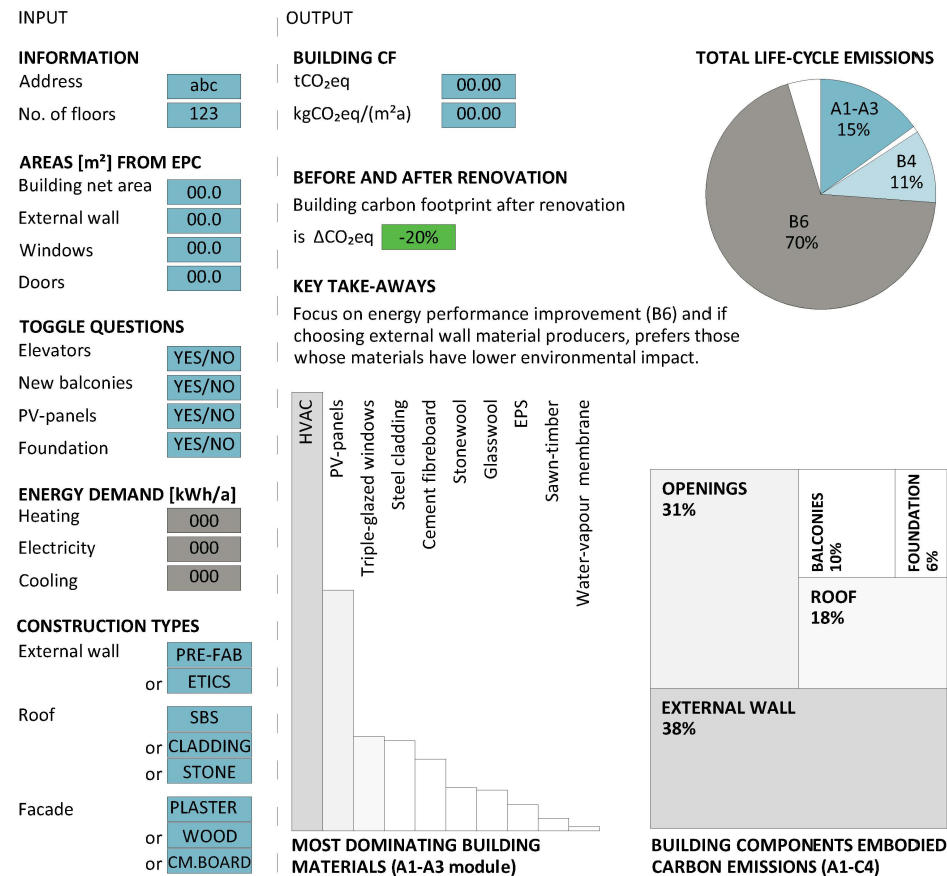 INPUT
INFORMATION
Address
abc
No. of floors
123
AREAS [m²] FROM EPC
Building net area
00.0
External wall
00.0
Windows
00.0
Doors
00.0
TOGGLE QUESTIONS
Elevators
YES/NO
New balconies
YES/NO
PV-panels
YES/NO
Foundation
YES/NO
ENERGY DEMAND [kWh/a]
Heating
000
Electricity
000
Cooling
000
CONSTRUCTION TYPES
External wall
PRE-FAB
or
ETICS
Roof
SBS
or
CLADDING
or
STONE
Facade
PLASTER
or
WOOD
or
CM.BOARD
OUTPUT
BUILDING CF
tCO₂eq
00.00
kgCO₂eq/(m²a)
00.00
BEFORE AND AFTER RENOVATION
Building carbon footprint after renovation
is ΔCO₂eq
-20%
KEY TAKE-AWAYS
Focus on energy performance improvement (B6) and if
choosing external wall material producers, prefers those
whose materials have lower environmental impact.
TOTAL LIFE-CYCLE EMISSIONS
A1-A3
15%
B4
11%
B6
70%
HVAC
PV-panels
Triple-glazed windows
Steel cladding
Cement fibreboard
Stonewool
Glasswool
EPS
Sawn-timber
Water-vapour membrane
MOST DOMINATING BUILDING
MATERIALS (A1-A3 module)
OPENINGS
31%
BALCONIES
10%
FOUNDATION
6%
ROOF
18%
EXTERNAL WALL
38%
BUILDING COMPONENTS EMBODIED
CARBON EMISSIONS (A1-C4)